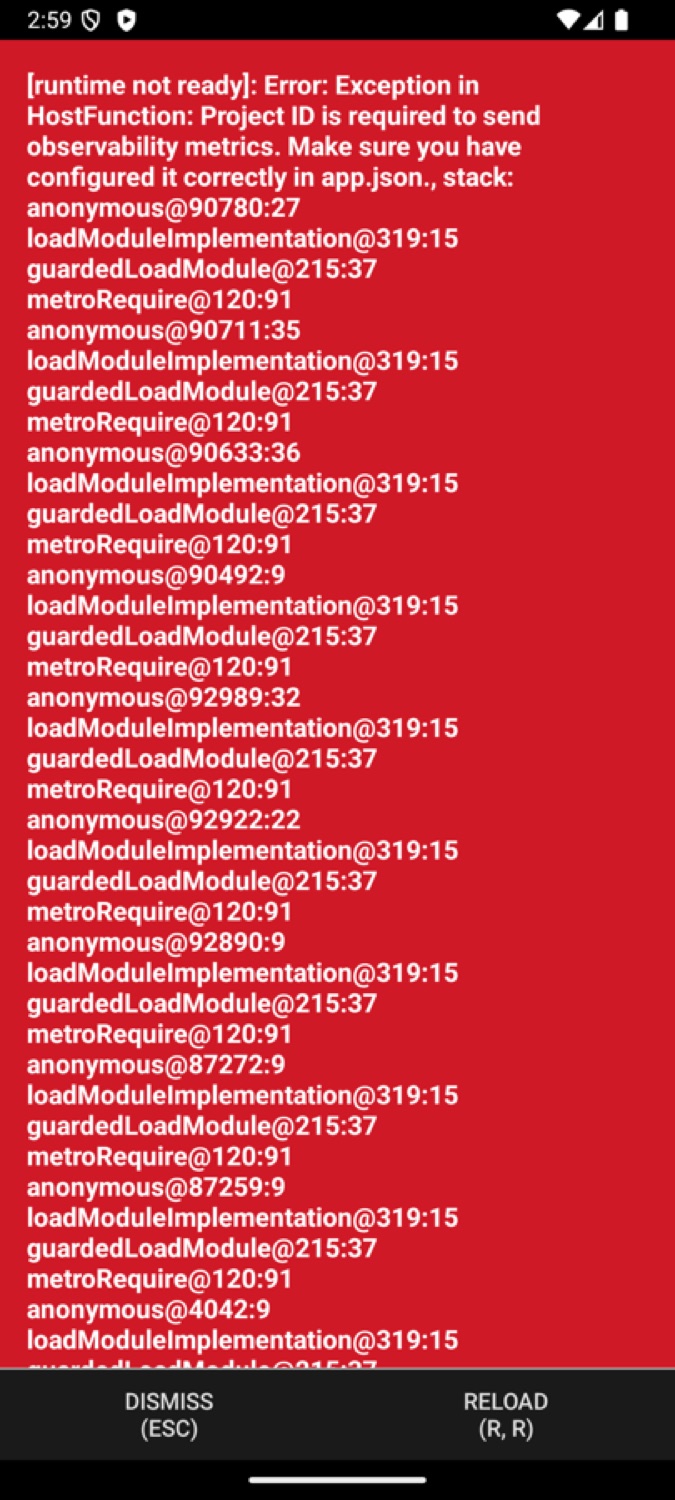 2:59
[runtime not ready]: Error: Exception in
HostFunction: Project ID is required to send
observability metrics. Make sure you have
configured it correctly in app.json., stack:
anonymous@90780:27
loadModuleImplementation@319:15
guardedLoadModule@215:37
metroRequire@120:91
anonymous@90711:35
loadModuleImplementation@319:15
guardedLoadModule@215:37
metroRequire@120:91
anonymous@90633:36
loadModuleImplementation@319:15
guardedLoadModule@215:37
metroRequire@120:91
anonymous@90492:9
loadModuleImplementation@319:15
guardedLoadModule@215:37
metroRequire@120:91
anonymous@92989:32
loadModuleImplementation@319:15
guardedLoadModule@215:37
metroRequire@120:91
anonymous@92922:22
loadModuleImplementation@319:15
guardedLoadModule@215:37
metroRequire@120:91
anonymous@92890:9
loadModuleImplementation@319:15
guardedLoadModule@215:37
metroRequire@120:91
anonymous@87272:9
loadModuleImplementation@319:15
guardedLoadModule@215:37
metroRequire@120:91
anonymous@87259:9
loadModuleImplementation@319:15
guardedLoadModule@215:37
metroRequire@120:91
anonymous@4042:9
loadModuleImplementation@319:15
guardedLoadModule@215:37
DISMISS
(ESC)
RELOAD
(R, R)